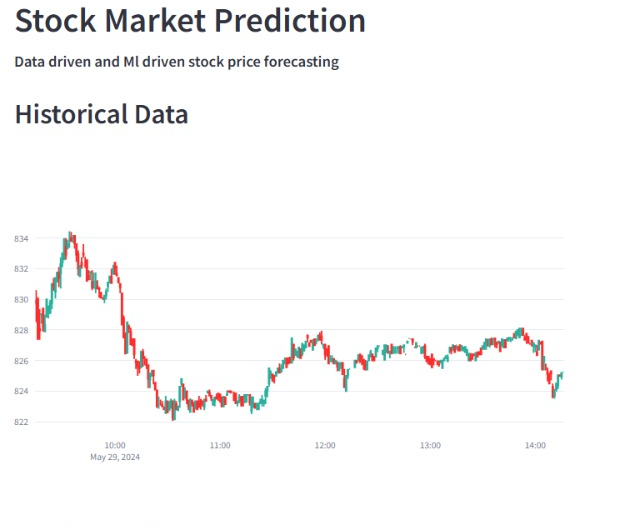 Stock Market Prediction
Data driven and Ml driven stock price forecasting
Historical Data
834
832
830
828
826
824
822
10:00 11:00 12:00 13:00 14:00
May 29, 2024